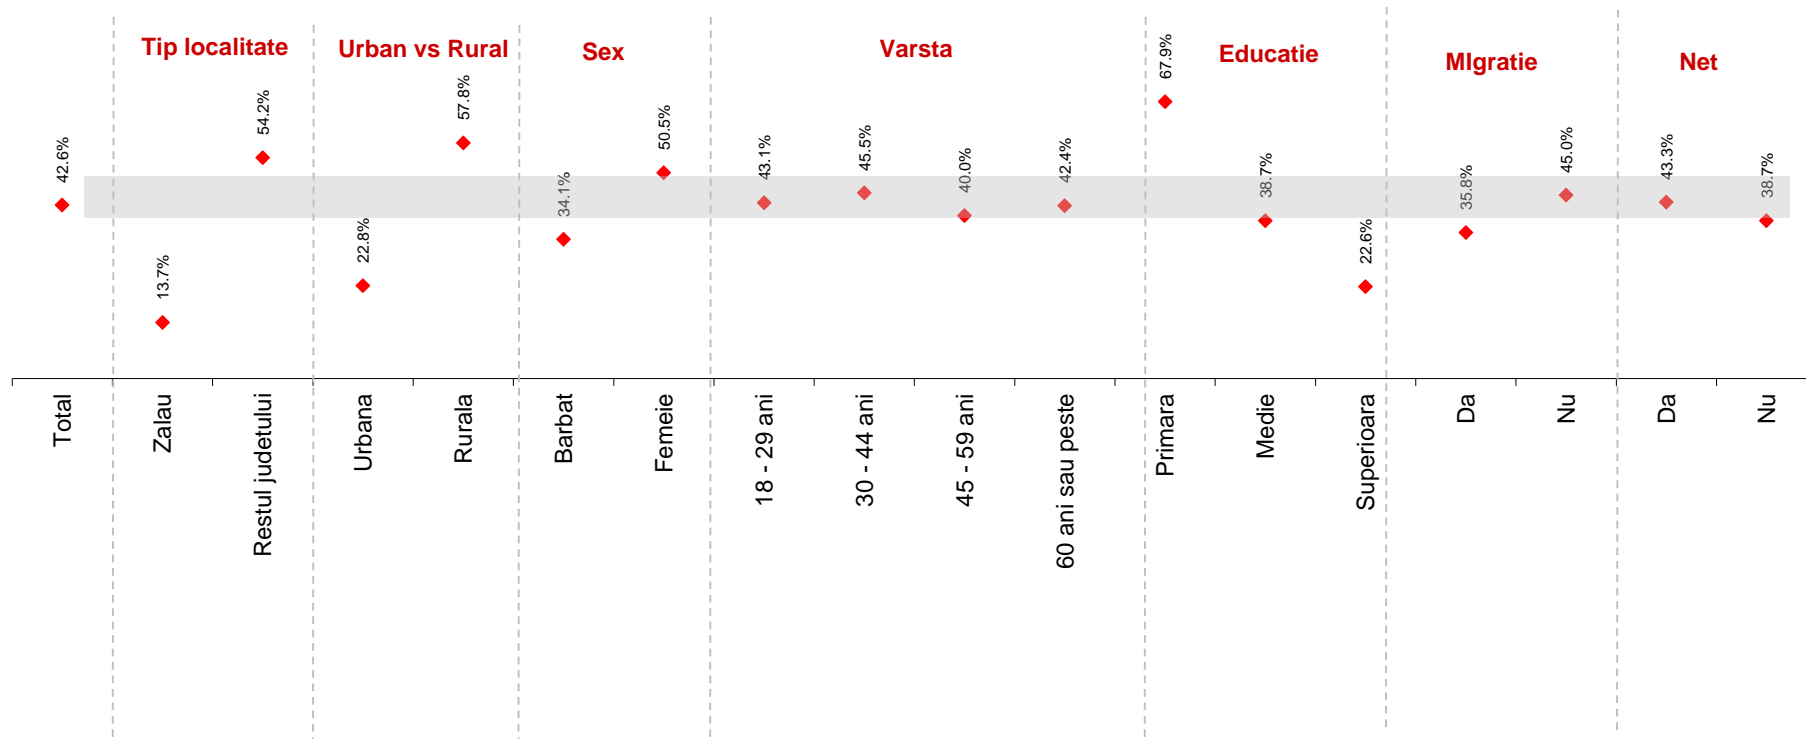 Tip localitate
Urban vs Rural
Sex
Varsta
Educatie
MIgratie
Net
42.6%
13.7%
54.2%
22.8%
57.8%
34.1%
50.5%
43.1%
45.5%
40.0%
42.4%
67.9%
38.7%
22.6%
35.8%
45.0%
43.3%
38.7%
Total
Zalau
Restul judetului
Urbana
Rurala
Barbat
Femeie
18 - 29 ani
30 - 44 ani
45 - 59 ani
60 ani sau peste
Primara
Medie
Superioara
Da
Nu
Da
Nu